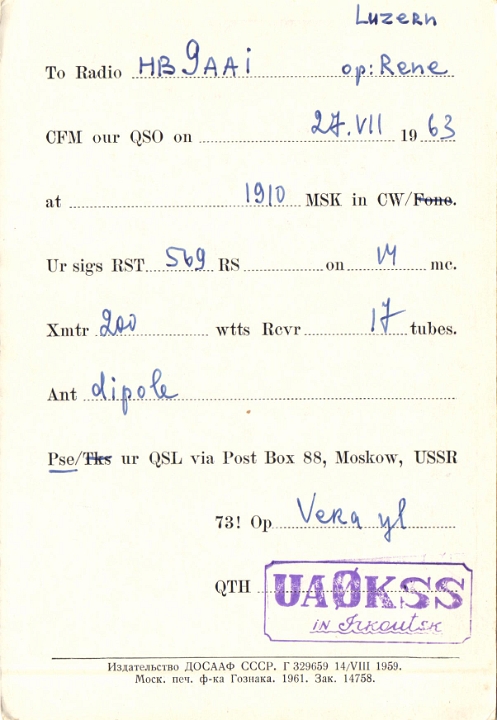 Luzern
To Radio HB9AAi op: Rene
CFM our QSO on 27.VII 19 63
at 1910 MSK in CW/Fone.
Ur sigs RST 569 RS on 14 mc.
Xmtr 200 wtts Rcvr 17 tubes.
Ant dipole
Pse/Tks ur QSL via Post Box 88, Moskow, USSR
73! Op Vera yl
QTH UAØKSS
in Irkoutsk
Издательство ДОСААФ СССР. Г 329659 14/VIII 1959.
Моск. печ. ф-ка Гознака. 1961. Зак. 14758.